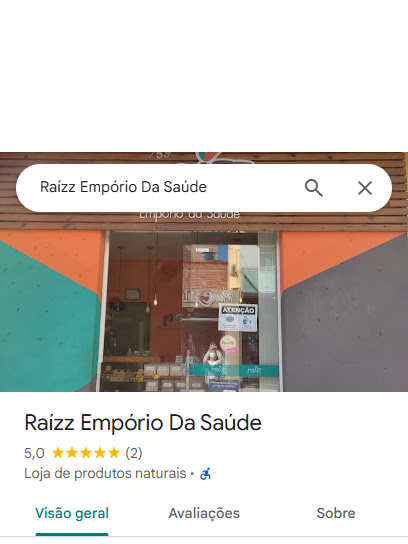 Raízz Empório Da Saúde
Empório da Saúde
ATENÇÃO
raízz
Raízz Empórío Da Saúde
5,0 (2)
Loja de produtos naturais •
Visão geral
Avaliações
Sobre